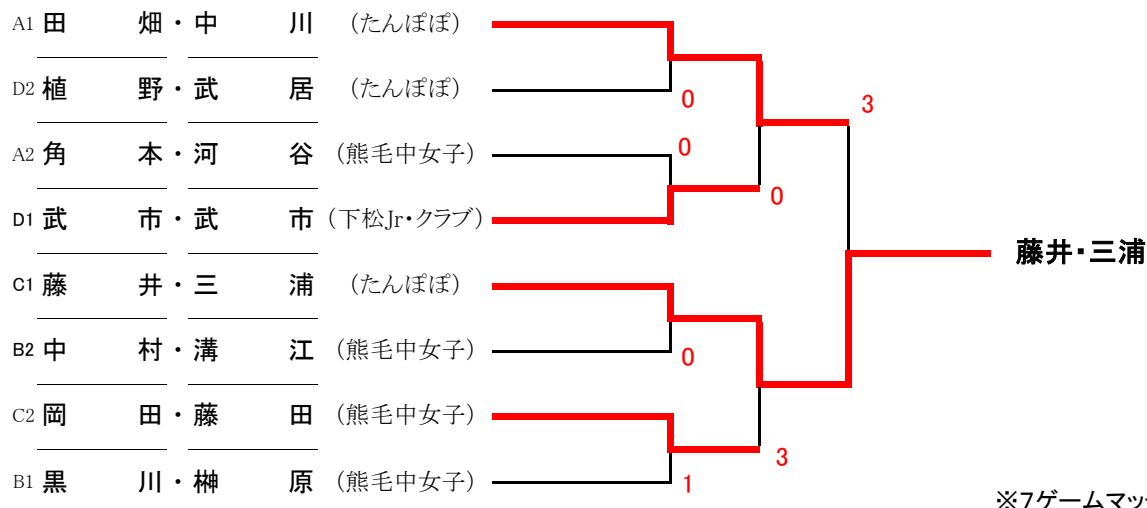 A1 田 畑・中 川 (たんぽぽ)
D2 植 野・武 居 (たんぽぽ)
0
3
A2 角 本・河 谷 (熊毛中女子)
0
D1 武 市・武 市 (下松Jr・クラブ)
0
藤井・三浦
C1 藤 井・三 浦 (たんぽぽ)
B2 中 村・溝 江 (熊毛中女子)
0
C2 岡 田・藤 田 (熊毛中女子)
3
B1 黒 川・榊 原 (熊毛中女子)
1
※7ゲームマッ